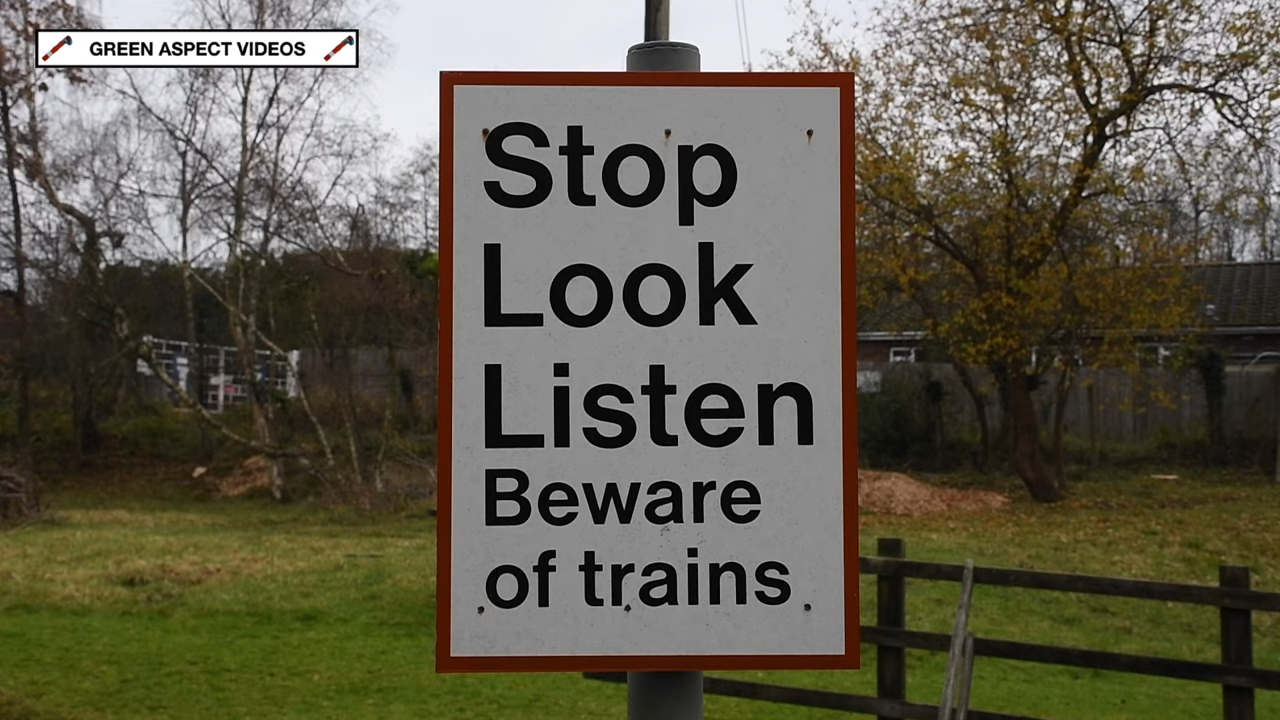 GREEN ASPECT VIDEOS
Stop
Look
Listen
Beware
of trains